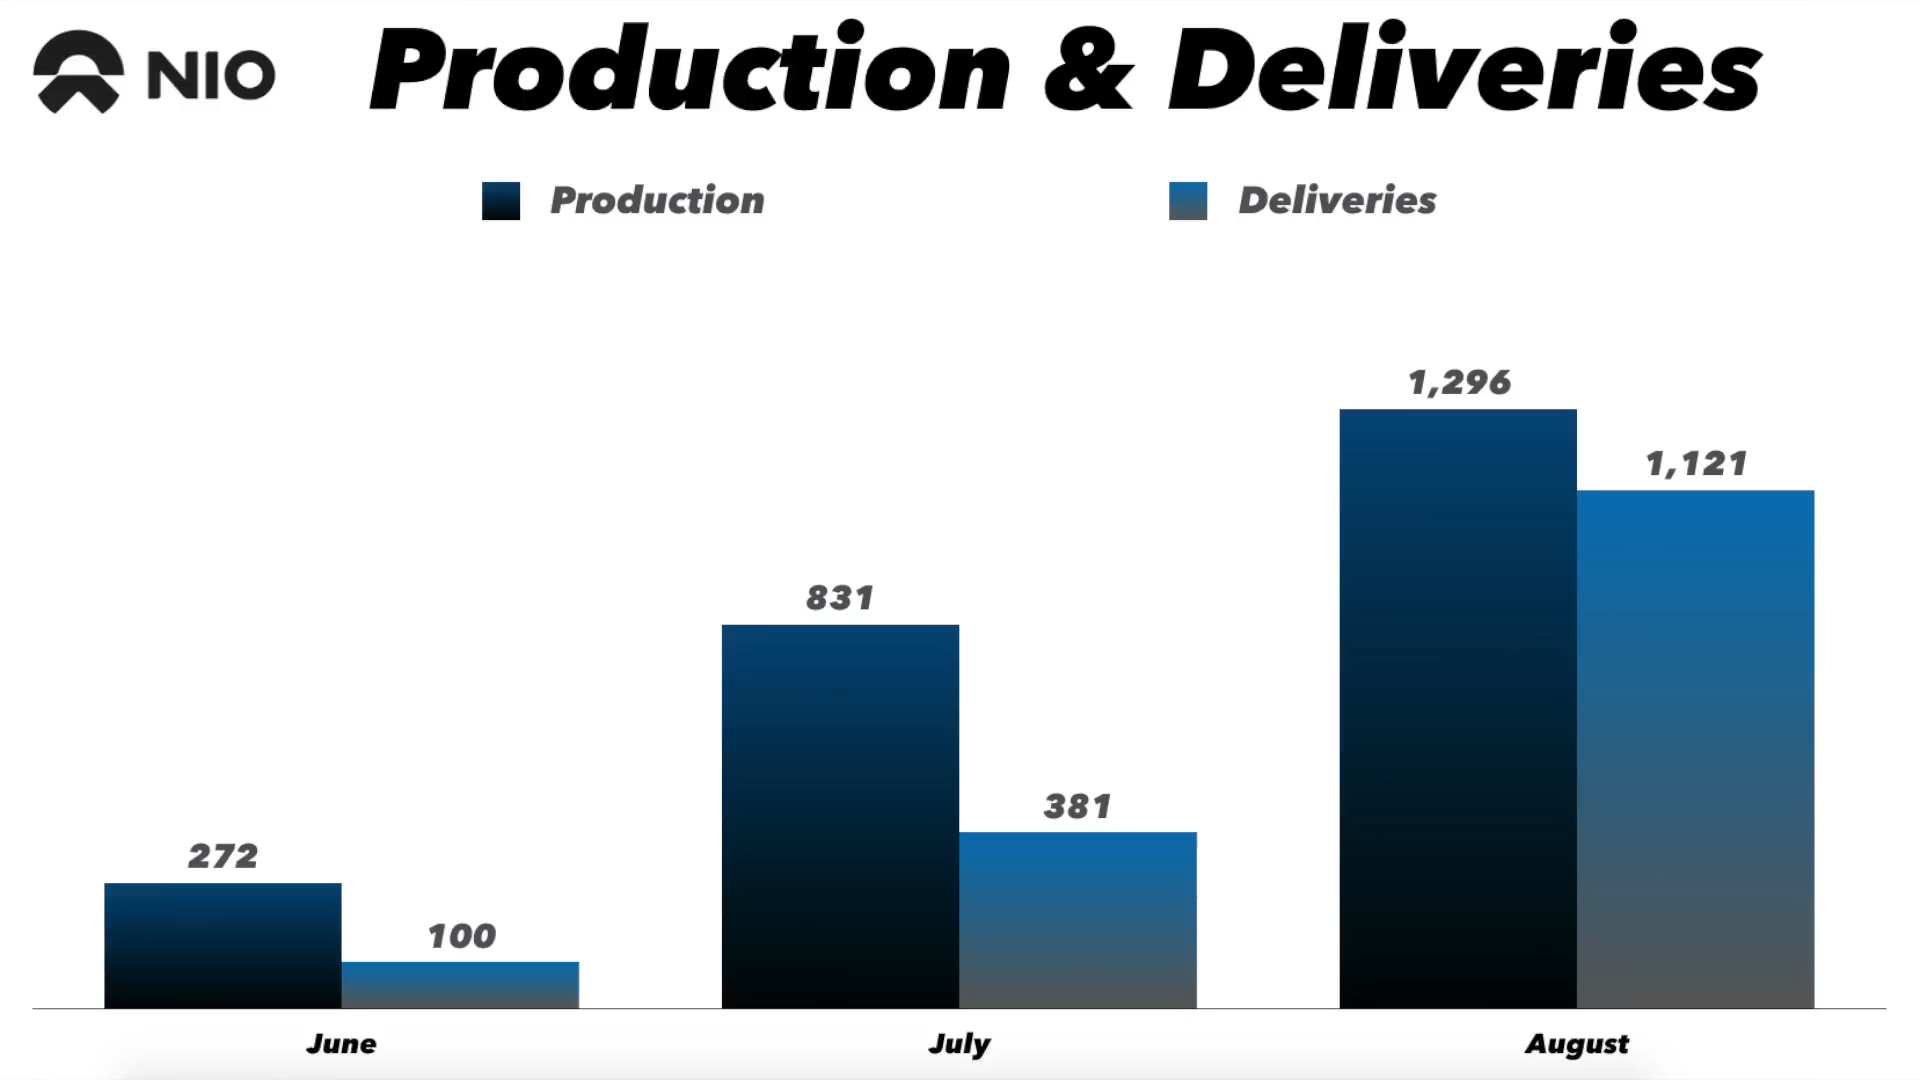 NIO
Production & Deliveries
Production
Deliveries
272
100
831
381
1,296
1,121
June
July
August